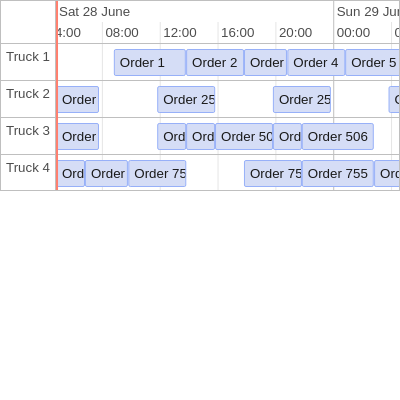 Sat 28 June Sun 29 Ju
4:00 08:00 12:00 16:00 20:00 00:00
Truck 1 Order 1 Order 2 Order Order 4 Order 5
Truck 2 Order Order 25 Order 25
Truck 3 Order Ord Ord Order 50 Ord Order 506
Truck 4 Ord Order Order 75 Order 75 Order 755 Ord